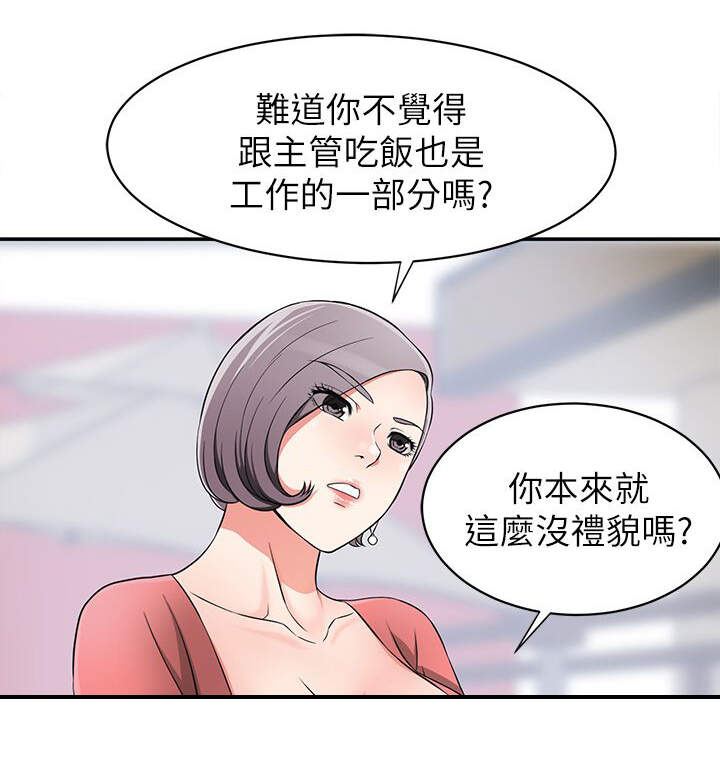 難道你不覺得
跟主管吃飯也是
工作的一部分嗎?
你本來就
這麼沒禮貌嗎?